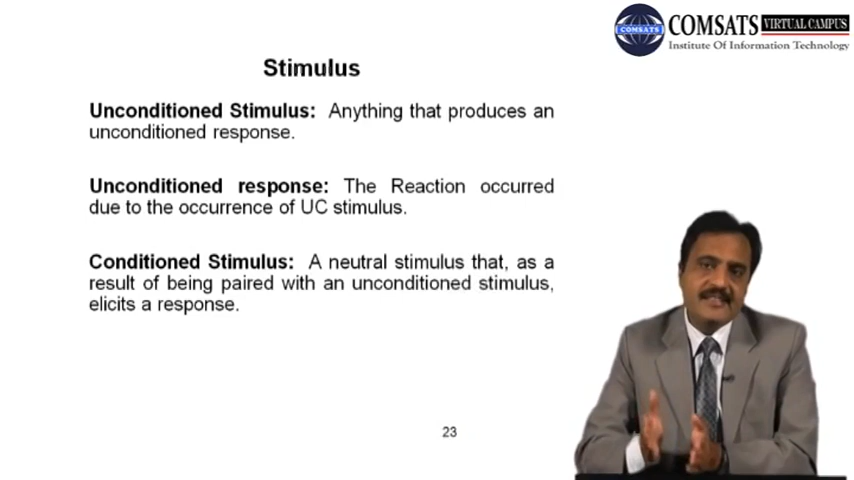 COMSATS
COMSATS VIRTUAL CAMPUS
Institute Of Information Technology
Stimulus
Unconditioned Stimulus: Anything that produces an
unconditioned response.
Unconditioned response: The Reaction occurred
due to the occurrence of UC stimulus.
Conditioned Stimulus: A neutral stimulus that, as a
result of being paired with an unconditioned stimulus,
elicits a response.
23